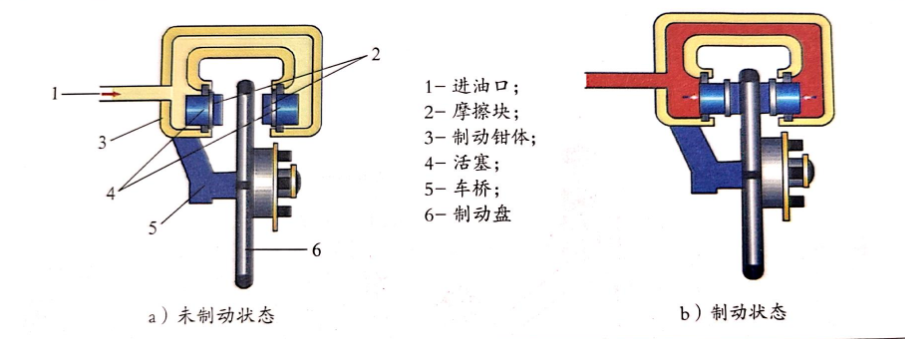 1
2
3
4
5
6
1- 进油口；
2- 摩擦块；
3- 制动钳体；
4- 活塞；
5- 车桥；
6- 制动盘
a）未制动状态
b）制动状态